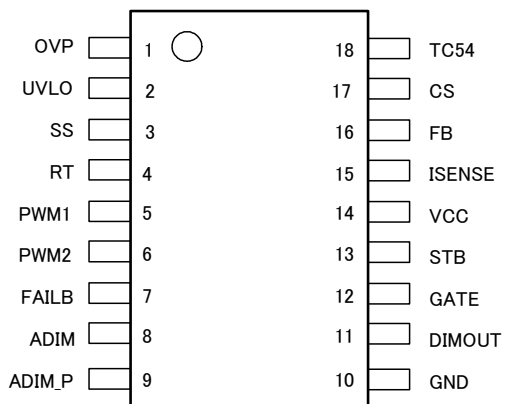 OVP 1 18 TC54
UVLO 2 17 CS
SS 3 16 FB
RT 4 15 ISENSE
PWM1 5 14 VCC
PWM2 6 13 STB
FAILB 7 12 GATE
ADIM 8 11 DIMOUT
ADIM_P 9 10 GND